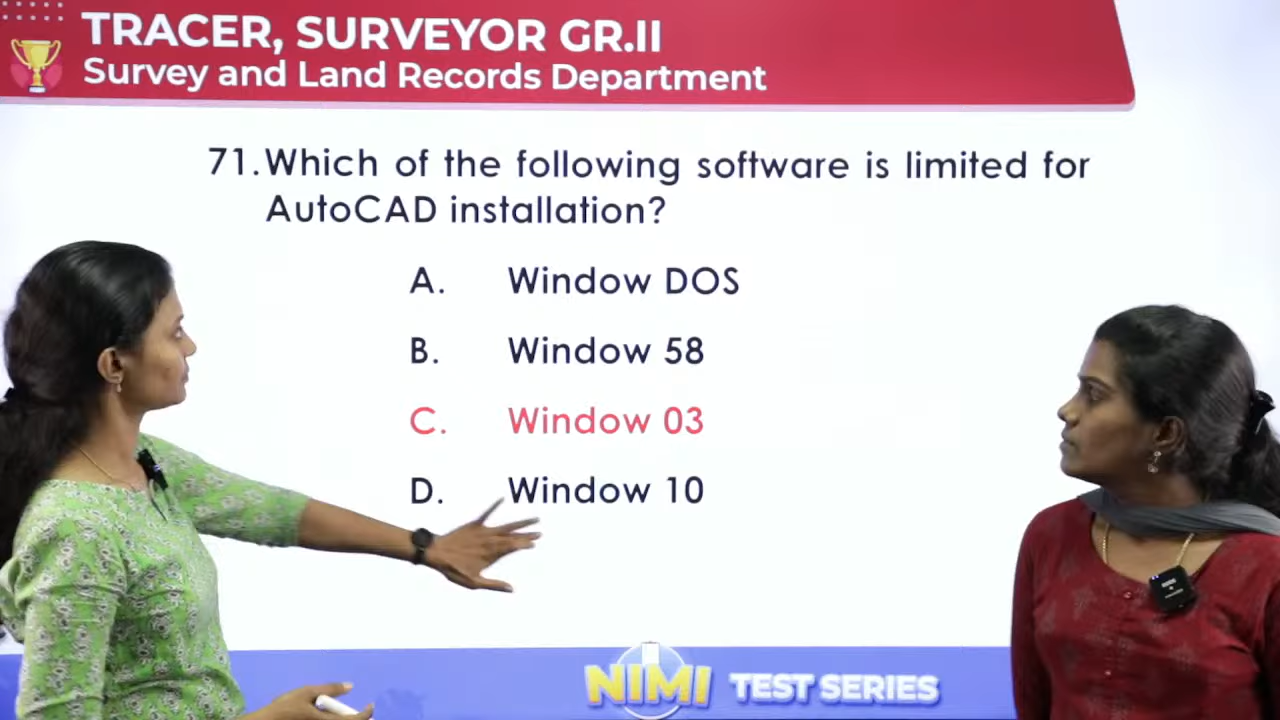 TRACER, SURVEYOR GR.II
Survey and Land Records Department
71.Which of the following software is limited for
AutoCAD installation?
A. Window DOS
B. Window 58
C. Window 03
D. Window 10
NIMI TEST SERIES